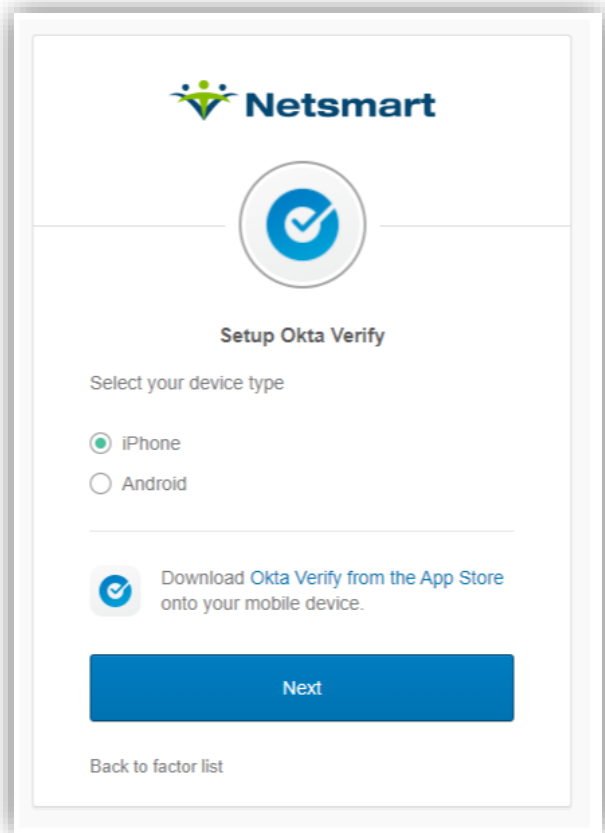 Netsmart
Setup Okta Verify
Select your device type
iPhone
Android
Download Okta Verify from the App Store
onto your mobile device.
Next
Back to factor list